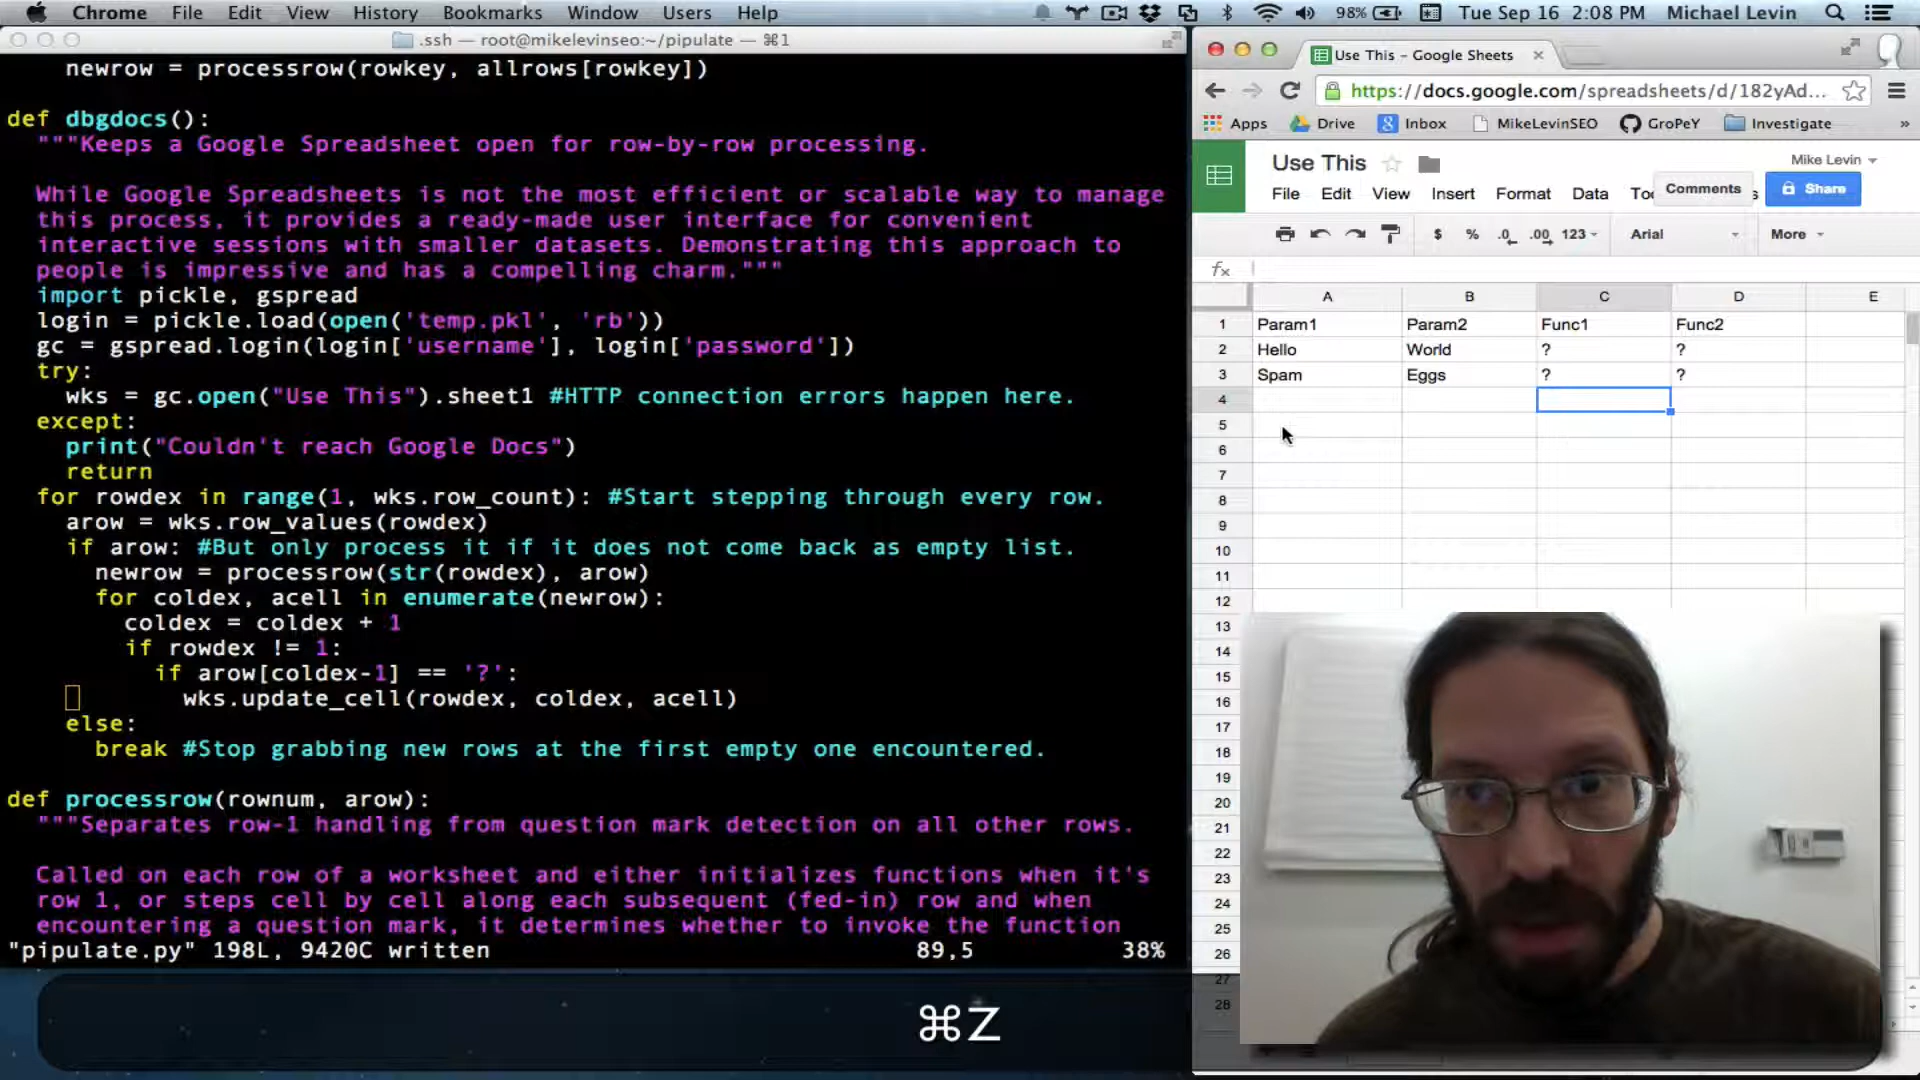 Chrome File Edit View History Bookmarks Window Users Help 98% Tue Sep 16 2:08 PM Michael Levin
.ssh — root@mikelevinseo:~/pipulate — ⌘1
newrow = processrow(rowkey, allrows[rowkey])
def dbgdocs():
"""Keeps a Google Spreadsheet open for row-by-row processing.
While Google Spreadsheets is not the most efficient or scalable way to manage
this process, it provides a ready-made user interface for convenient
interactive sessions with smaller datasets. Demonstrating this approach to
people is impressive and has a compelling charm."""
import pickle, gspread
login = pickle.load(open('temp.pkl', 'rb'))
gc = gspread.login(login['username'], login['password'])
try:
wks = gc.open("Use This").sheet1 #HTTP connection errors happen here.
except:
print("Couldn't reach Google Docs")
return
for rowdex in range(1, wks.row_count): #Start stepping through every row.
arow = wks.row_values(rowdex)
if arow: #But only process it if it does not come back as empty list.
newrow = processrow(str(rowdex), arow)
for coldex, acell in enumerate(newrow):
coldex = coldex + 1
if rowdex != 1:
if arow[coldex-1] == '?':
wks.update_cell(rowdex, coldex, acell)
else:
break #Stop grabbing new rows at the first empty one encountered.
def processrow(rownum, arow):
"""Separates row-1 handling from question mark detection on all other rows.
Called on each row of a worksheet and either initializes functions when it's
row 1, or steps cell by cell along each subsequent (fed-in) row and when
encountering a question mark, it determines whether to invoke the function
"pipulate.py" 198L, 9420C written 89,5 38%
⌘Z
Use This - Google Sheets ×
https://docs.google.com/spreadsheets/d/182yAd...
Apps Drive Inbox MikeLevinSEO GroPeY Investigate »
Use This Mike Levin
File Edit View Insert Format Data Too Comments s Share
$ % .0 .00 123 Arial More
fx
A B C D E
1 Param1 Param2 Func1 Func2
2 Hello World ? ?
3 Spam Eggs ? ?
4
5
6
7
8
9
10
11
12
13
14
15
16
17
18
19
20
21
22
23
24
25
26
27
28